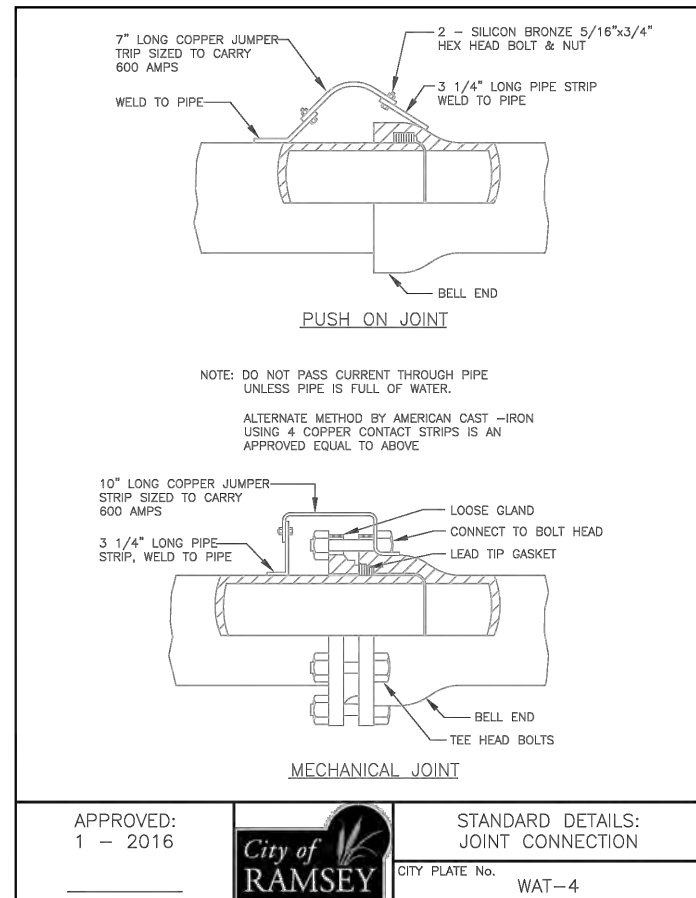 7" LONG COPPER JUMPER
TRIP SIZED TO CARRY
600 AMPS
2 - SILICON BRONZE 5/16"x3/4"
HEX HEAD BOLT & NUT
3 1/4" LONG PIPE STRIP
WELD TO PIPE
WELD TO PIPE
BELL END
PUSH ON JOINT
NOTE: DO NOT PASS CURRENT THROUGH PIPE
UNLESS PIPE IS FULL OF WATER.
ALTERNATE METHOD BY AMERICAN CAST -IRON
USING 4 COPPER CONTACT STRIPS IS AN
APPROVED EQUAL TO ABOVE
10" LONG COPPER JUMPER
STRIP SIZED TO CARRY
600 AMPS
3 1/4" LONG PIPE
STRIP, WELD TO PIPE
LOOSE GLAND
CONNECT TO BOLT HEAD
LEAD TIP GASKET
BELL END
TEE HEAD BOLTS
MECHANICAL JOINT
APPROVED:
1 - 2016
City of
RAMSEY
STANDARD DETAILS:
JOINT CONNECTION
CITY PLATE No.
WAT-4